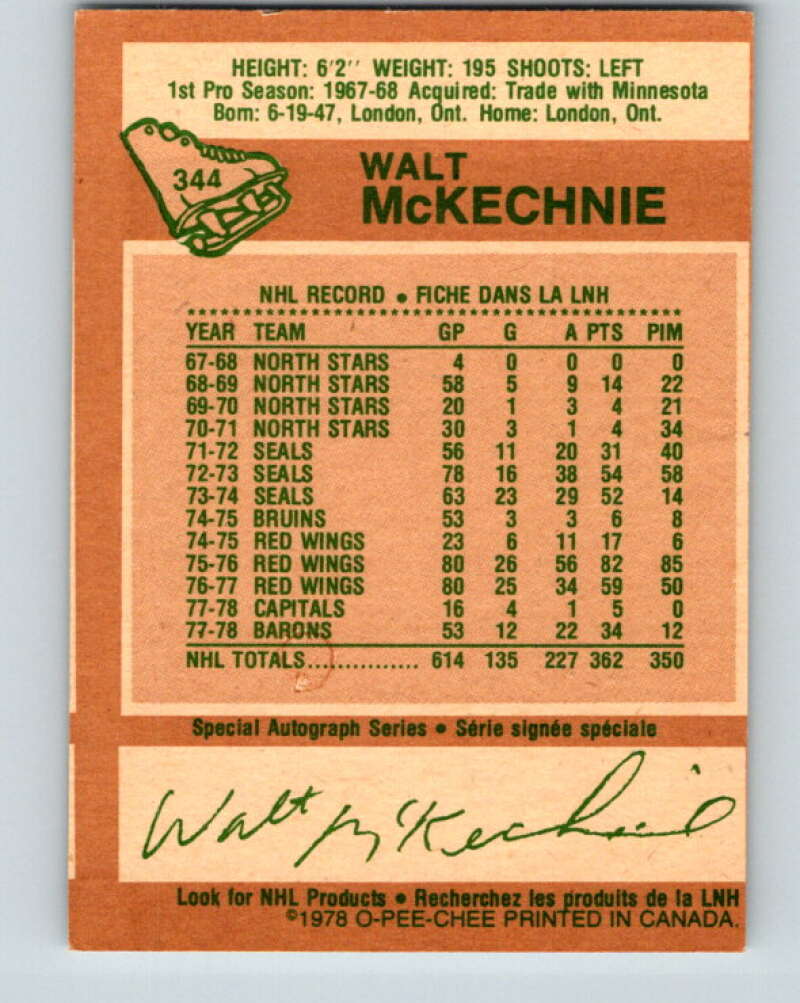 HEIGHT: 6'2'' WEIGHT: 195 SHOOTS: LEFT
1st Pro Season: 1967-68 Acquired: Trade with Minnesota
Born: 6-19-47, London, Ont. Home: London, Ont.
344
WALT
McKECHNIE
NHL RECORD • FICHE DANS LA LNH
YEAR TEAM GP G A PTS PIM
67-68 NORTH STARS 4 0 0 0 0
68-69 NORTH STARS 58 5 9 14 22
69-70 NORTH STARS 20 1 3 4 21
70-71 NORTH STARS 30 3 1 4 34
71-72 SEALS 56 11 20 31 40
72-73 SEALS 78 16 38 54 58
73-74 SEALS 63 23 29 52 14
74-75 BRUINS 53 3 3 6 8
74-75 RED WINGS 23 6 11 17 6
75-76 RED WINGS 80 26 56 82 85
76-77 RED WINGS 80 25 34 59 50
77-78 CAPITALS 16 4 1 5 0
77-78 BARONS 53 12 22 34 12
NHL TOTALS............... 614 135 227 362 350
Special Autograph Series • Série signée spéciale
Walt McKechnie
Look for NHL Products • Recherchez les produits de la LNH
©1978 O-PEE-CHEE PRINTED IN CANADA.